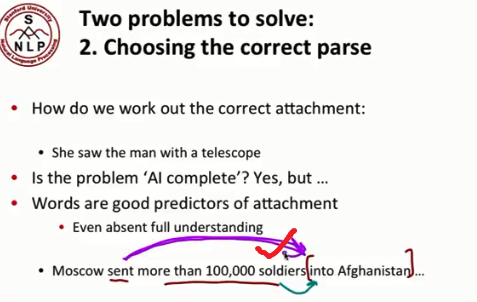 Stanford University
S
N L P
Natural Language Processing
Two problems to solve:
2. Choosing the correct parse
• How do we work out the correct attachment:
• She saw the man with a telescope
• Is the problem ‘AI complete’? Yes, but …
• Words are good predictors of attachment
• Even absent full understanding
• Moscow sent more than 100,000 soldiers [into Afghanistan] …